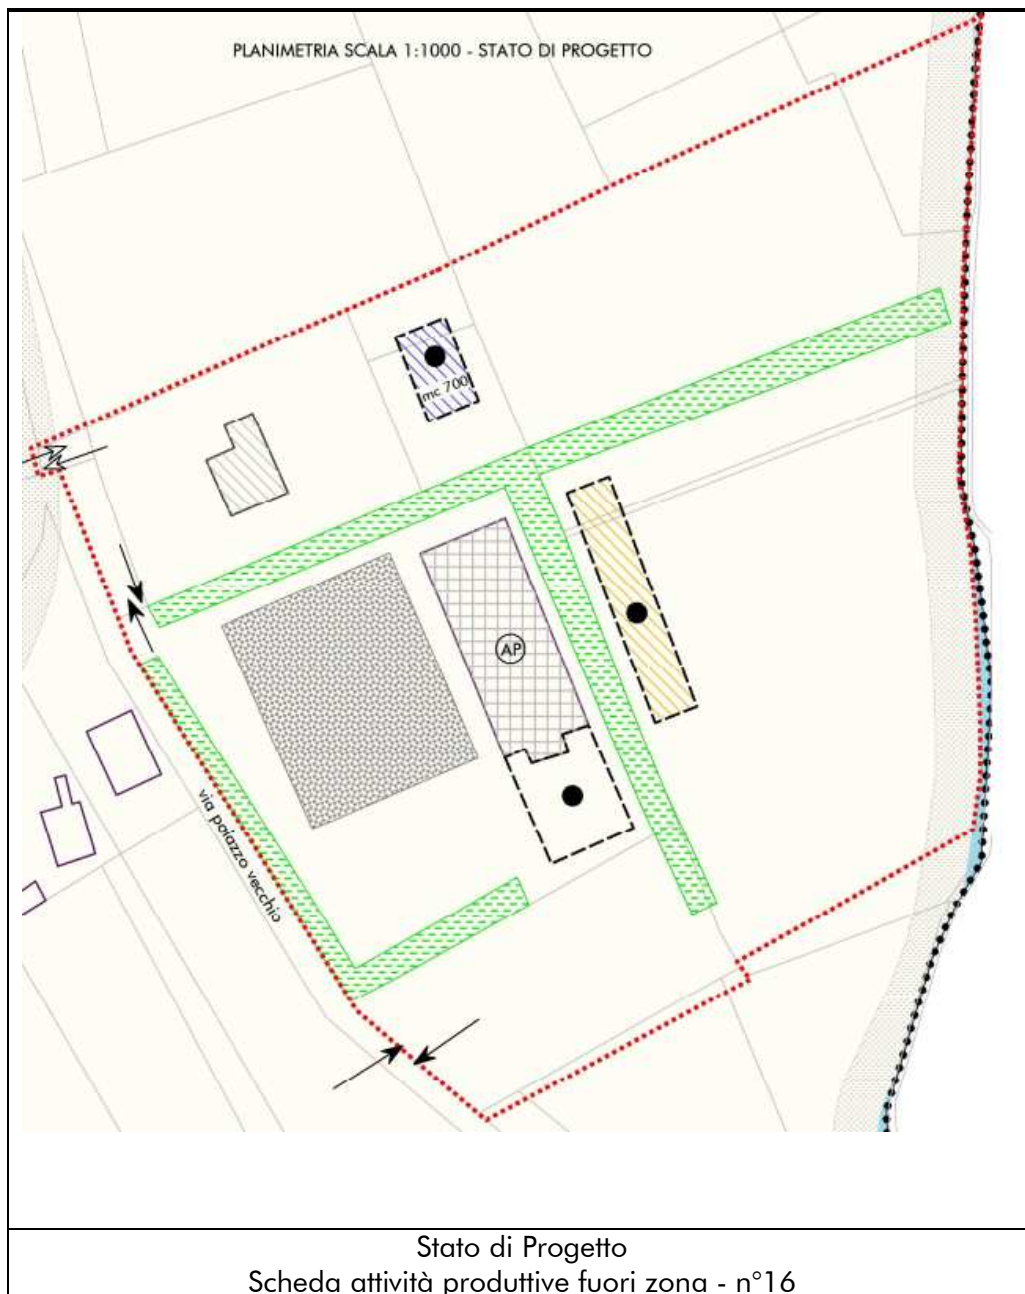 PLANIMETRIA SCALA 1:1000 - STATO DI PROGETTO
mc 700
AP
via palazzo vecchio
Stato di Progetto
Scheda attività produttive fuori zona - n°16